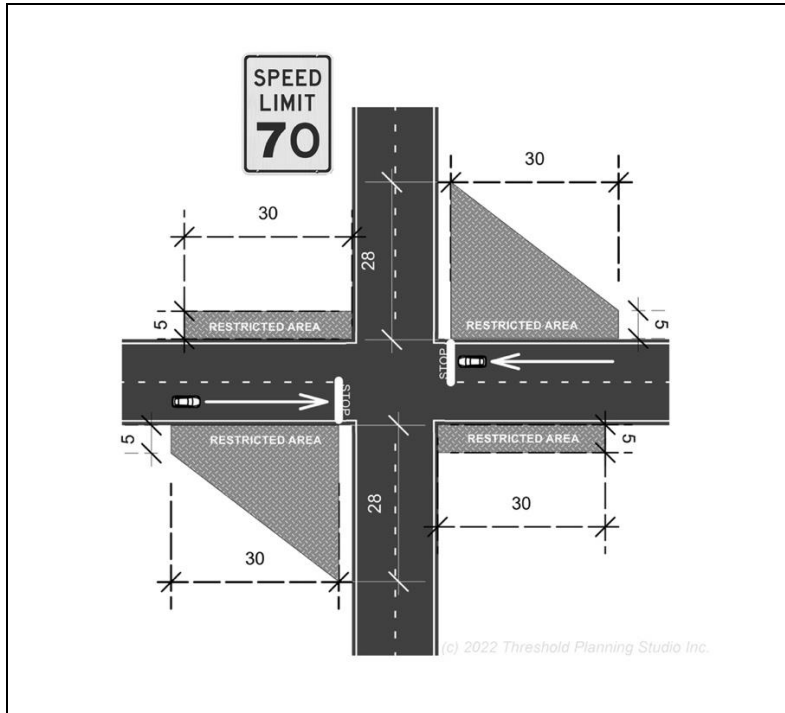 SPEED
LIMIT
70
30
30
28
5
RESTRICTED AREA
RESTRICTED AREA
5
STOP
STOP
5
RESTRICTED AREA
RESTRICTED AREA
5
28
30
30
(c) 2022 Threshold Planning Studio Inc.